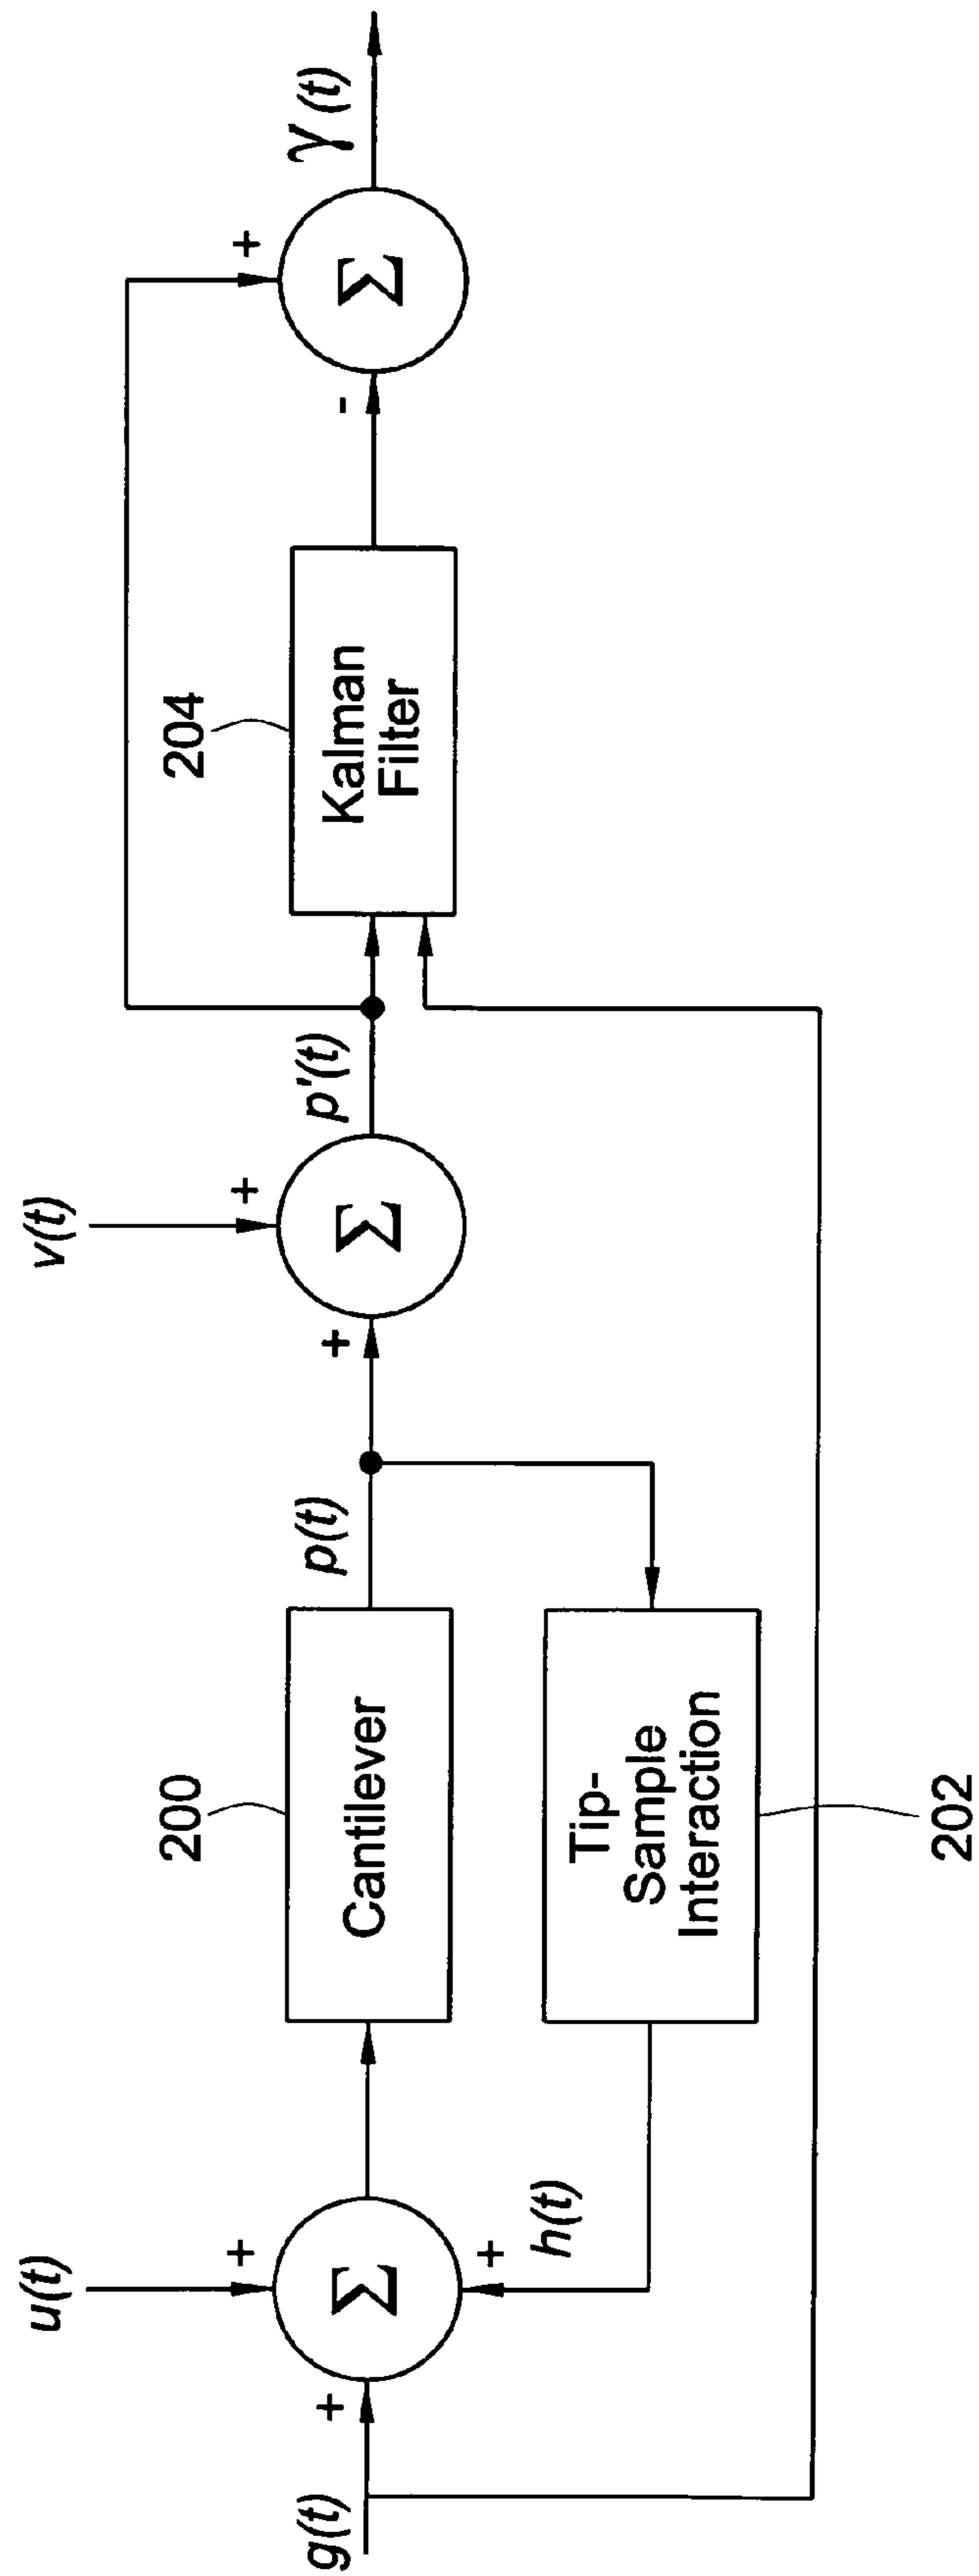 g(t)
+
u(t)
+
Σ
+
h(t)
200
Cantilever
p(t)
Tip-
Sample
Interaction
202
+
v(t)
+
Σ
p'(t)
204
Kalman
Filter
-
+
Σ
γ (t)